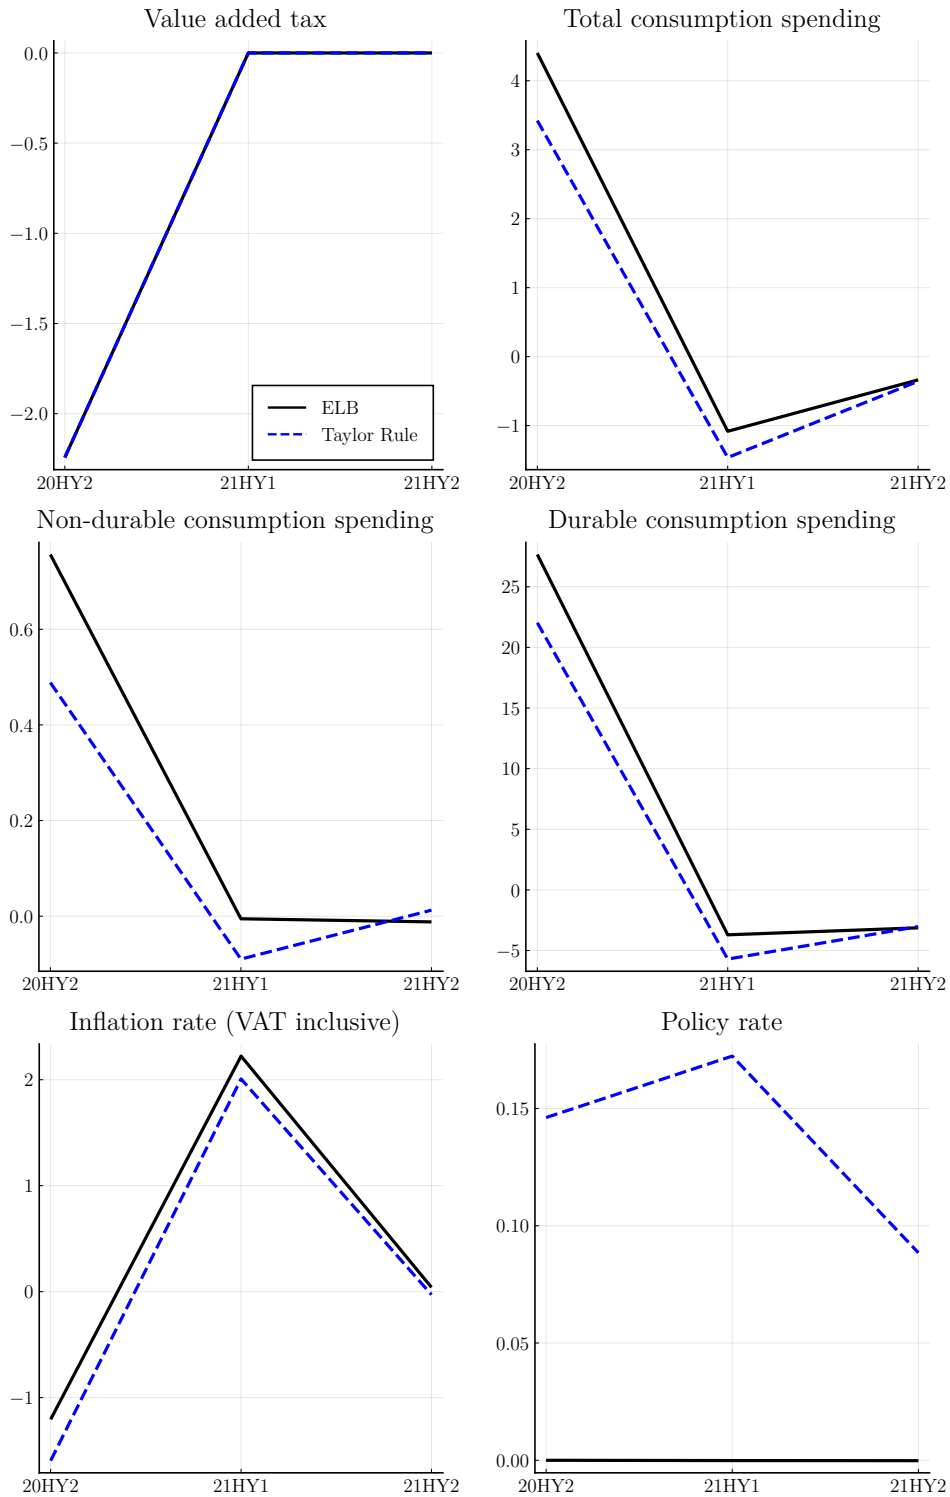 Value added tax
0.0
−0.5
−1.0
−1.5
−2.0
20HY2 21HY1 21HY2
ELB
Taylor Rule
Total consumption spending
4
3
2
1
0
−1
20HY2 21HY1 21HY2
Non-durable consumption spending
0.6
0.4
0.2
0.0
20HY2 21HY1 21HY2
Durable consumption spending
25
20
15
10
5
0
−5
20HY2 21HY1 21HY2
Inflation rate (VAT inclusive)
2
1
0
−1
20HY2 21HY1 21HY2
Policy rate
0.15
0.10
0.05
0.00
20HY2 21HY1 21HY2